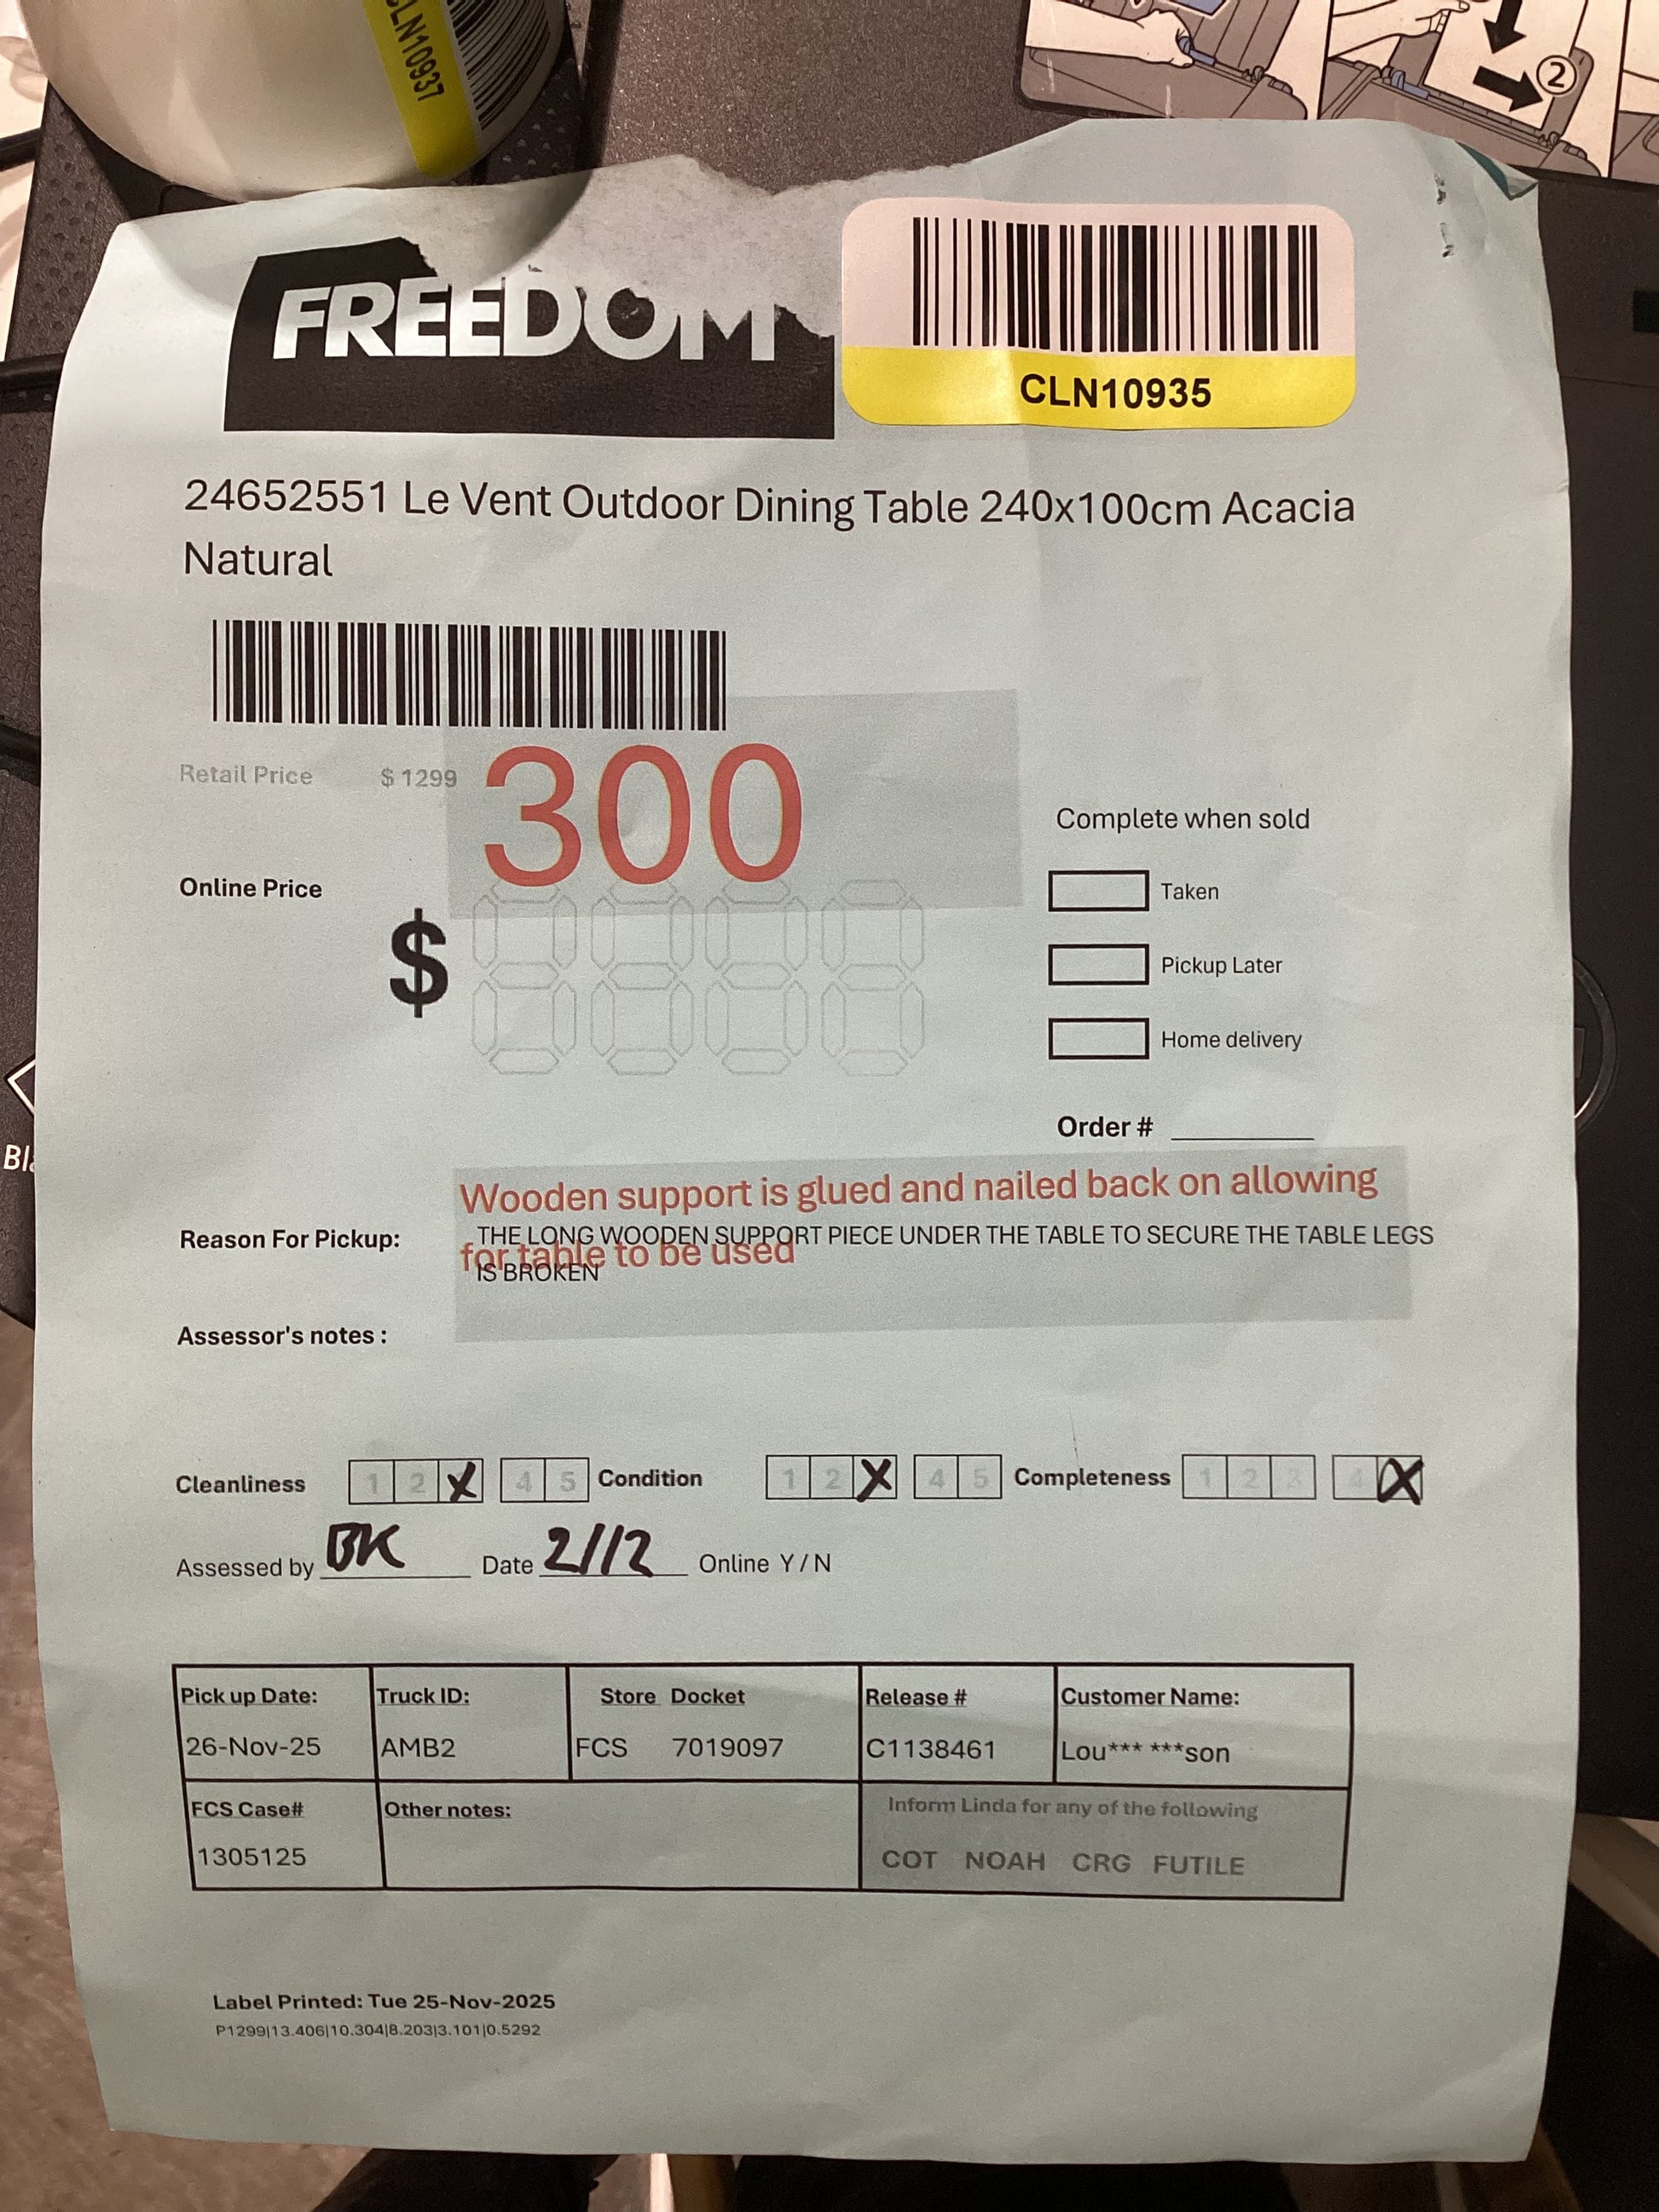 CLN10937
②
FREEDOM
CLN10935
24652551 Le Vent Outdoor Dining Table 240x100cm Acacia
Natural
Retail Price $ 1299
300
Online Price
$
Complete when sold
Taken
Pickup Later
Home delivery
Order #
Wooden support is glued and nailed back on allowing
for table to be used
Reason For Pickup: THE LONG WOODEN SUPPORT PIECE UNDER THE TABLE TO SECURE THE TABLE LEGS
IS BROKEN
Assessor's notes :
Cleanliness 1 2 X 4 5 Condition 1 2 X 4 5 Completeness 1 2 3 4 X
Assessed by BK Date 2/12 Online Y / N
Pick up Date: Truck ID: Store Docket Release # Customer Name:
26-Nov-25 AMB2 FCS 7019097 C1138461 Lou*** ***son
FCS Case# Other notes: Inform Linda for any of the following
1305125 COT NOAH CRG FUTILE
Label Printed: Tue 25-Nov-2025
P1299|13.406|10.304|8.203|3.101|0.5292